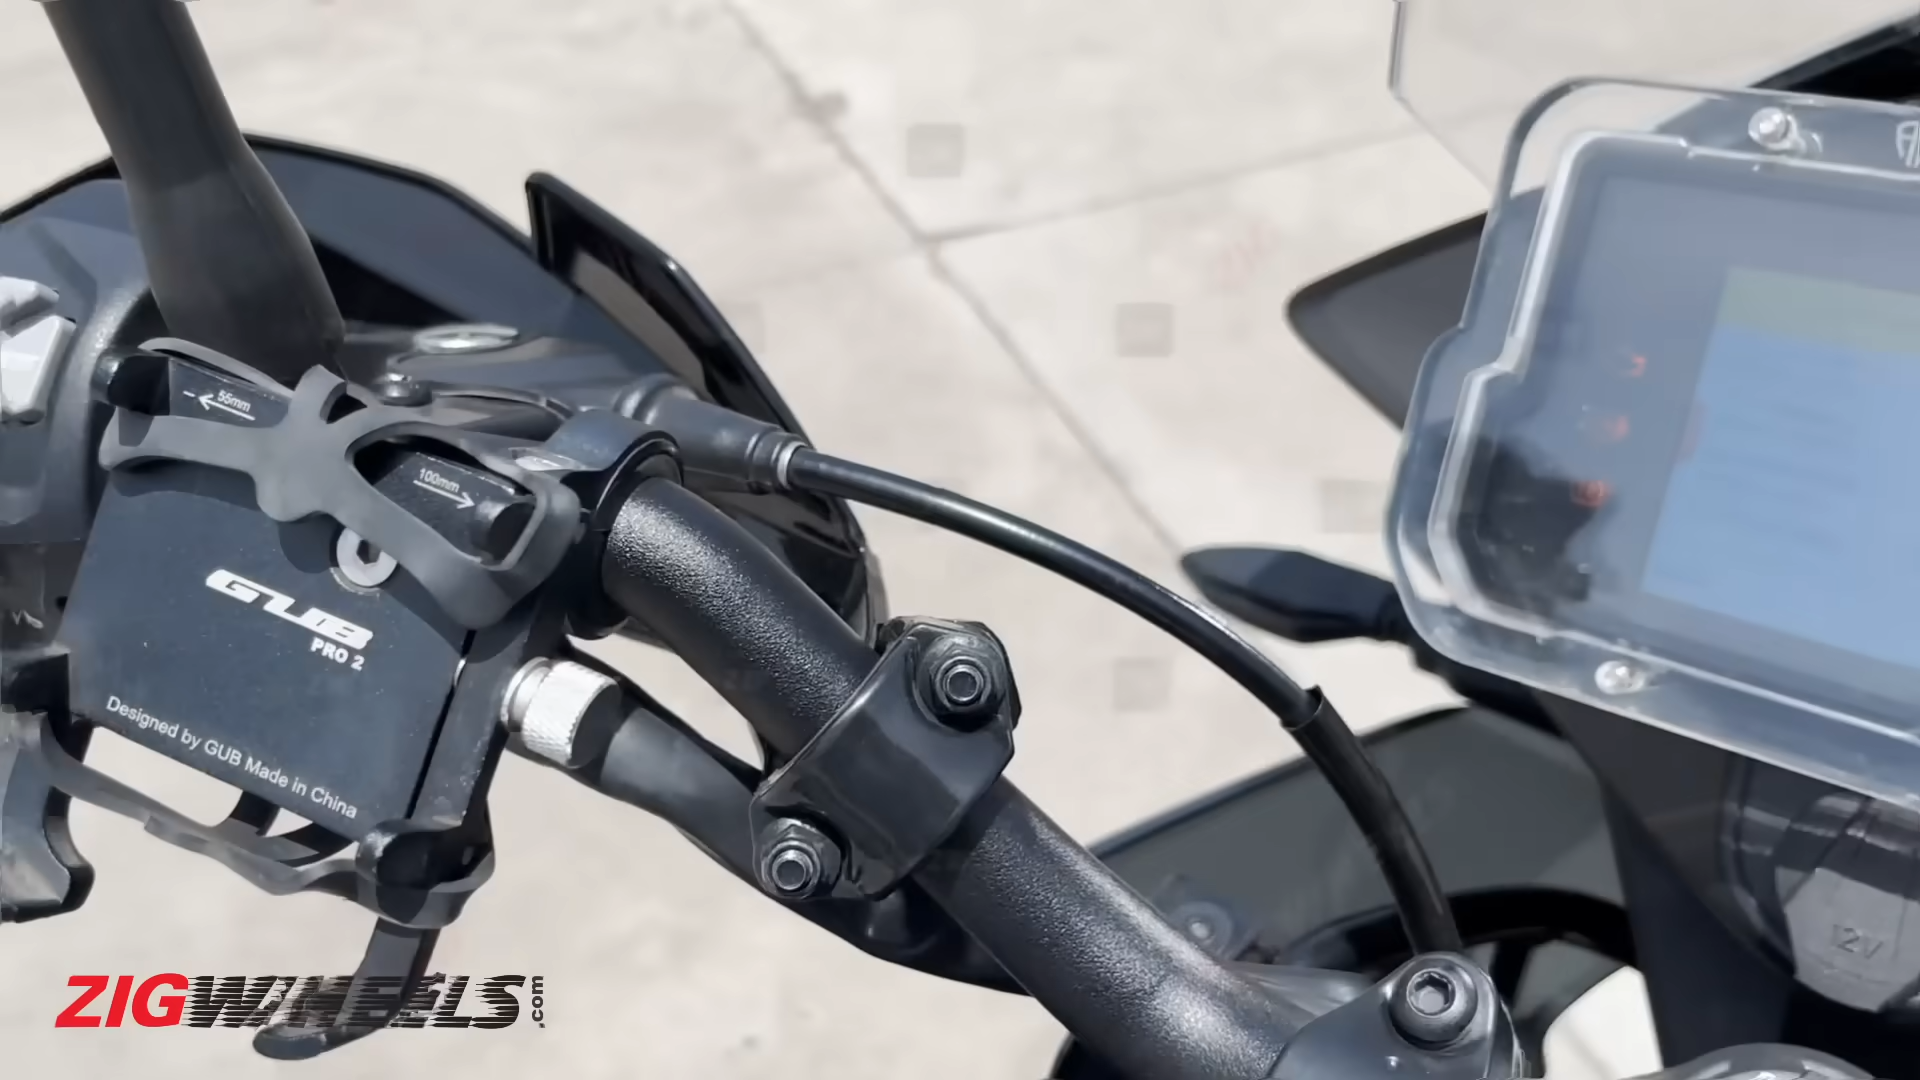 55mm
100mm
GUB
PRO 2
Designed by GUB Made in China
12V
ZIGWHEELS.com